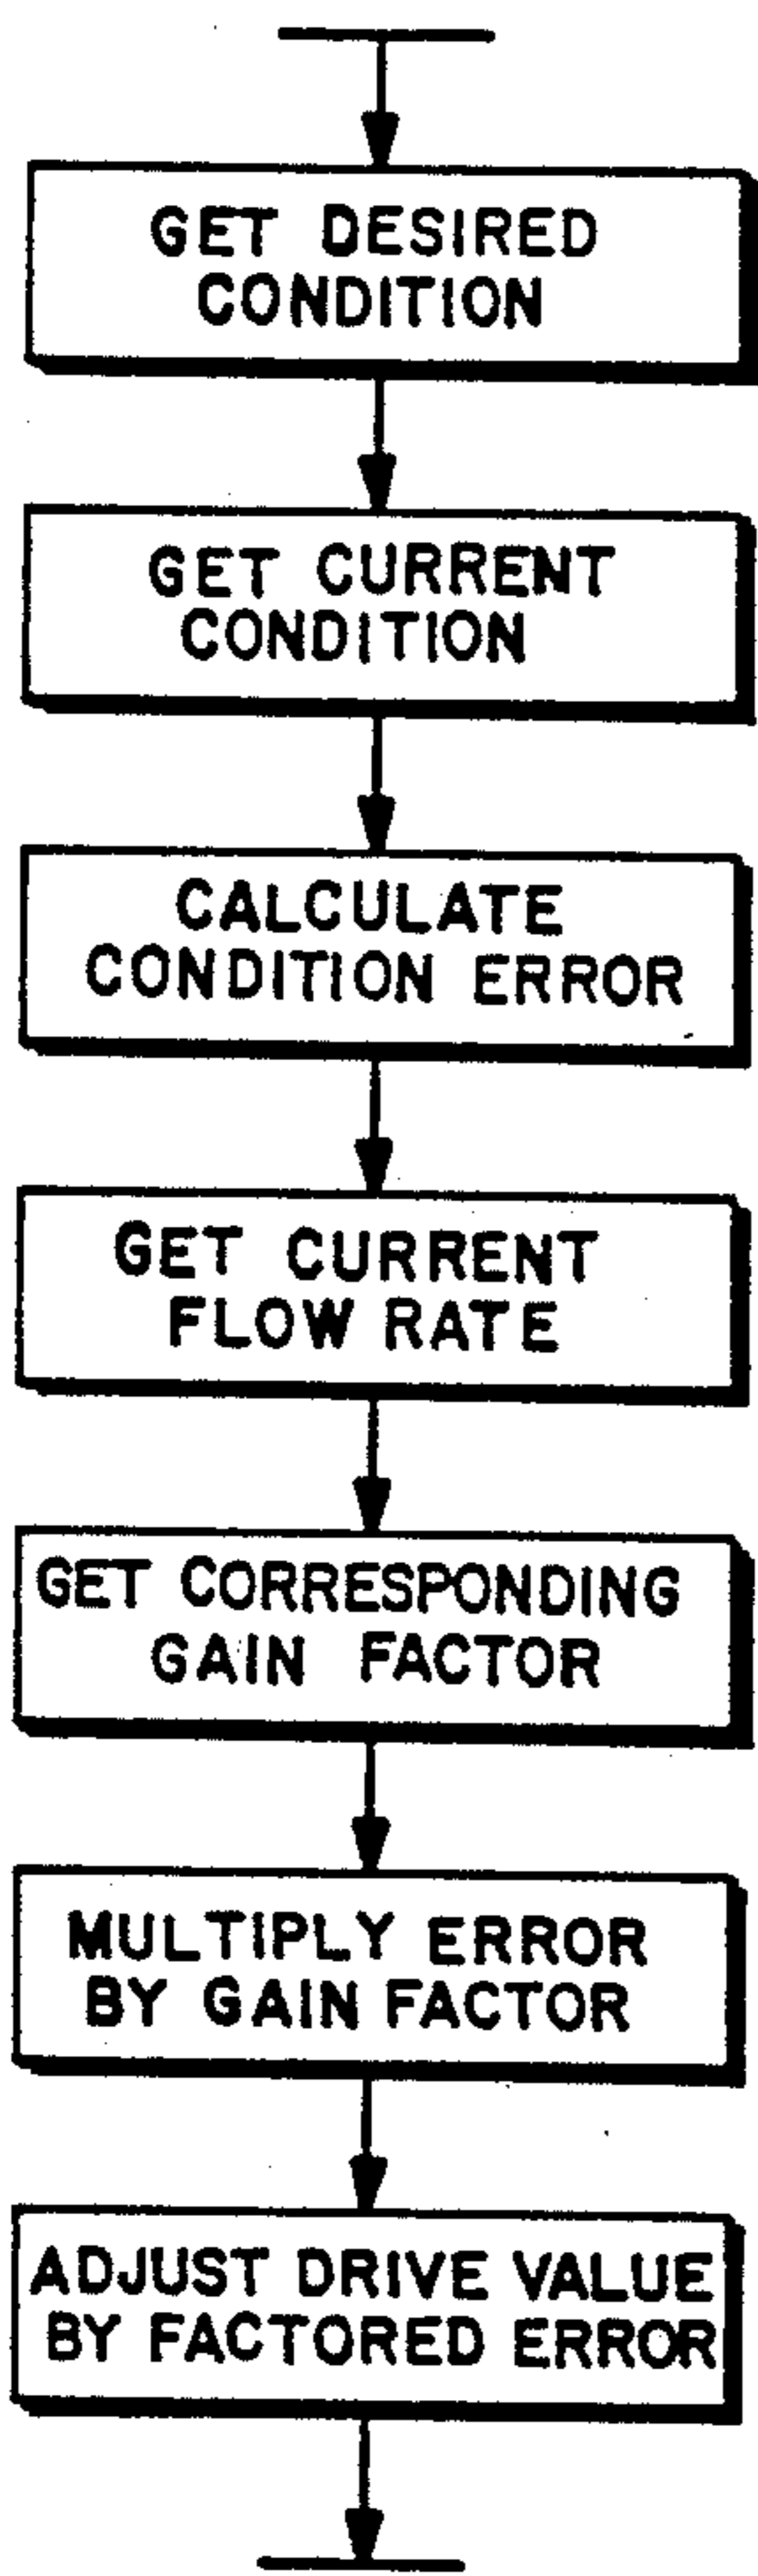 GET DESIRED
CONDITION
GET CURRENT
CONDITION
CALCULATE
CONDITION ERROR
GET CURRENT
FLOW RATE
GET CORRESPONDING
GAIN FACTOR
MULTIPLY ERROR
BY GAIN FACTOR
ADJUST DRIVE VALUE
BY FACTORED ERROR